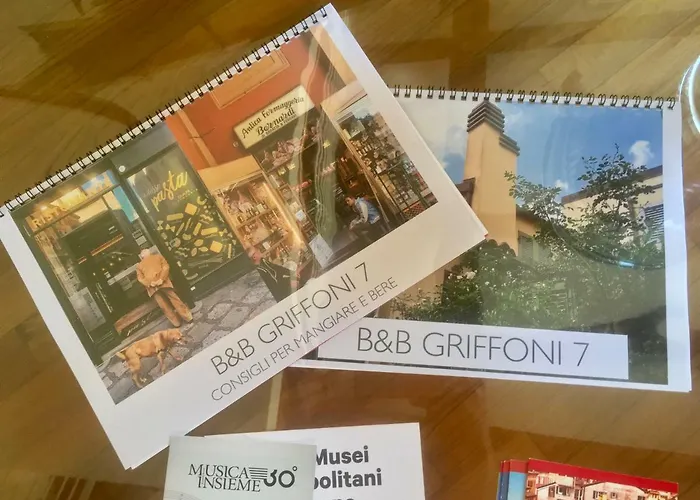 pasta
Antica Formaggeria
Bernardi
B&B GRIFFONI 7
CONSIGLI PER MANGIARE E BERE
B&B GRIFFONI 7
MUSICA
INSIEME
30°
Musei
politani